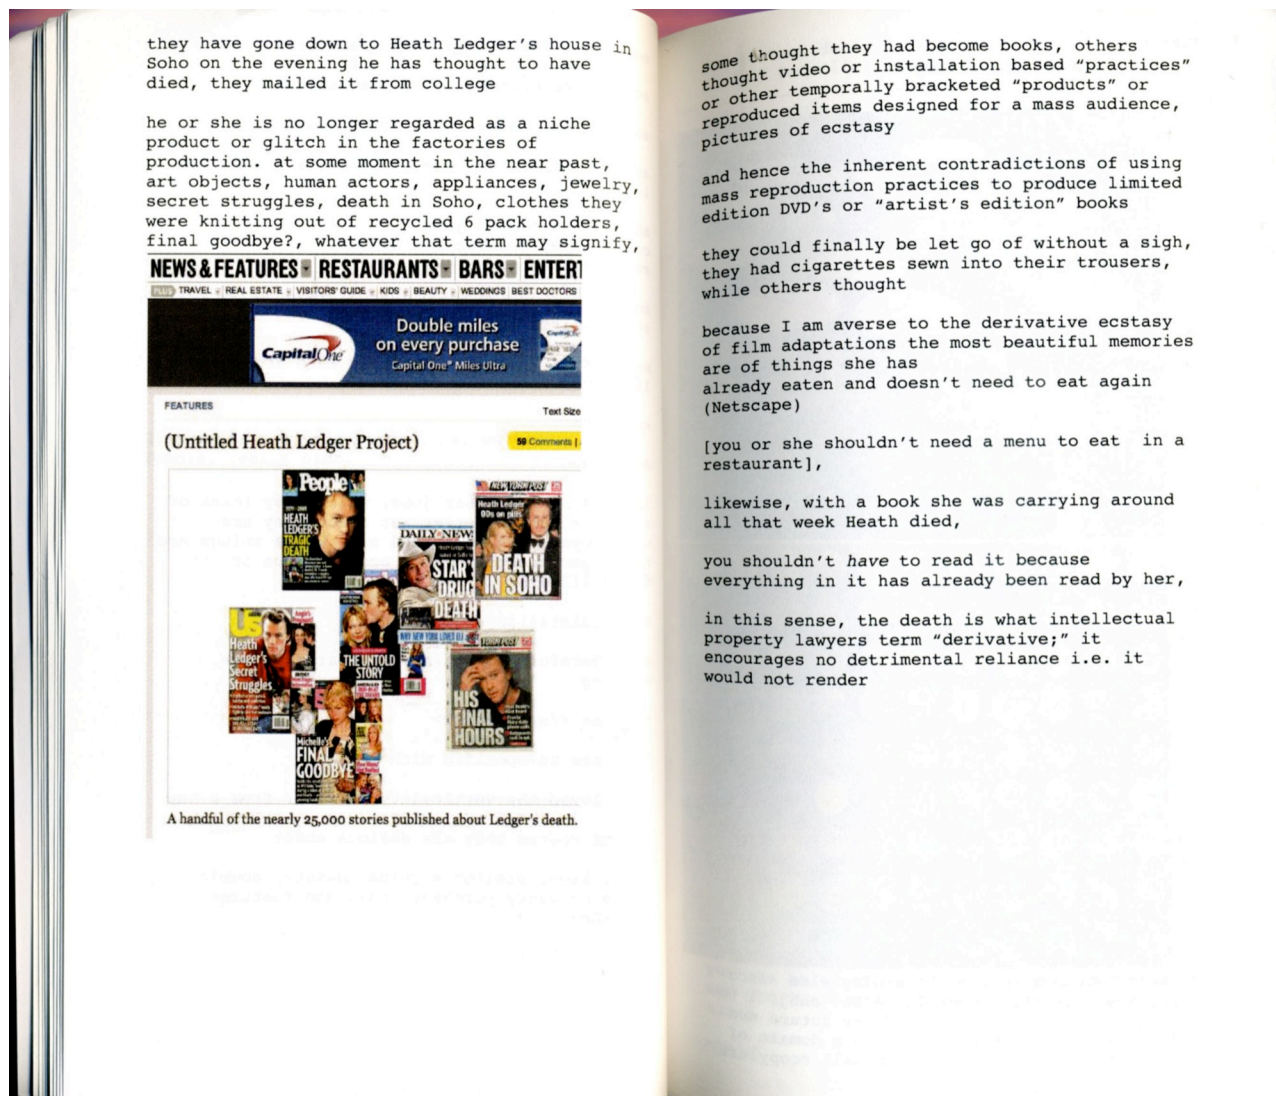 they have gone down to Heath Ledger's house in
Soho on the evening he has thought to have
died, they mailed it from college
he or she is no longer regarded as a niche
product or glitch in the factories of
production. at some moment in the near past,
art objects, human actors, appliances, jewelry,
secret struggles, death in Soho, clothes they
were knitting out of recycled 6 pack holders,
final goodbye?, whatever that term may signify,
NEWS & FEATURES RESTAURANTS BARS ENTERT
PLUS TRAVEL REAL ESTATE VISITORS' GUIDE KIDS BEAUTY WEDDINGS BEST DOCTORS
Capital One
Double miles
on every purchase
Capital One® Miles Ultra
FEATURES
Text Size
(Untitled Heath Ledger Project)
59 Comments |
People
HEATH
LEDGER'S
TRAGIC
DEATH
NEW YORK POST
Heath Ledger
ODs on pills
DEATH
IN SOHO
DAILY NEWS
STAR'S
DRUG
DEATH
WHY NEW YORK LOVES ELI
Us
Heath
Ledger's
Secret
Struggles
THE UNTOLD
STORY
HIS
FINAL
HOURS
Michelle's
FINAL
GOODBYE
A handful of the nearly 25,000 stories published about Ledger's death.
some thought they had become books, others
thought video or installation based "practices"
or other temporally bracketed "products" or
reproduced items designed for a mass audience,
pictures of ecstasy
and hence the inherent contradictions of using
mass reproduction practices to produce limited
edition DVD's or "artist's edition" books
they could finally be let go of without a sigh,
they had cigarettes sewn into their trousers,
while others thought
because I am averse to the derivative ecstasy
of film adaptations the most beautiful memories
are of things she has
already eaten and doesn't need to eat again
(Netscape)
[you or she shouldn't need a menu to eat in a
restaurant],
likewise, with a book she was carrying around
all that week Heath died,
you shouldn't have to read it because
everything in it has already been read by her,
in this sense, the death is what intellectual
property lawyers term "derivative;" it
encourages no detrimental reliance i.e. it
would not render